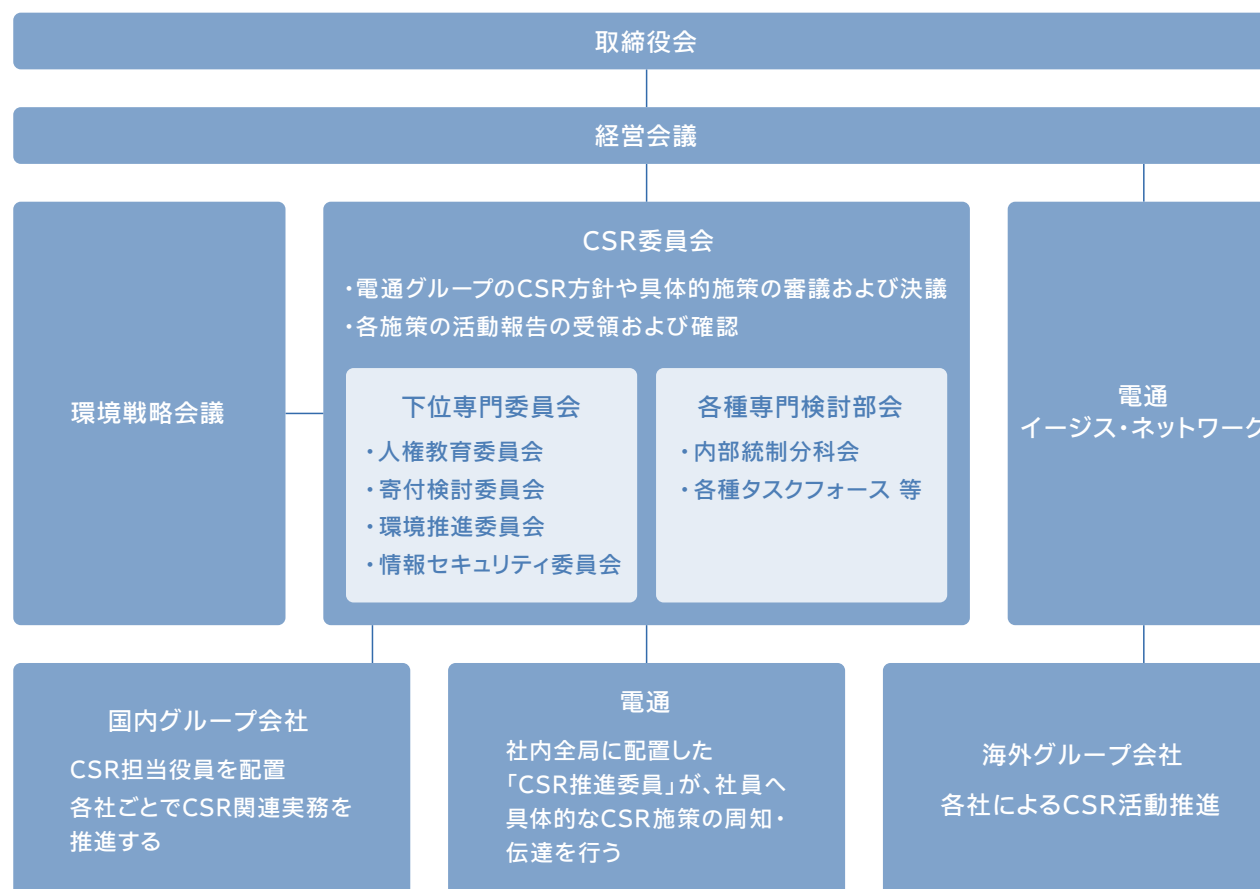 取締役会
経営会議
環境戦略会議
CSR委員会
・電通グループのCSR方針や具体的施策の審議および決議
・各施策の活動報告の受領および確認
下位専門委員会
・人権教育委員会
・寄付検討委員会
・環境推進委員会
・情報セキュリティ委員会
各種専門検討部会
・内部統制分科会
・各種タスクフォース 等
電通
イージス・ネットワーク
国内グループ会社
CSR担当役員を配置
各社ごとでCSR関連実務を
推進する
電通
社内全局に配置した
「CSR推進委員」が、社員へ
具体的なCSR施策の周知・
伝達を行う
海外グループ会社
各社によるCSR活動推進